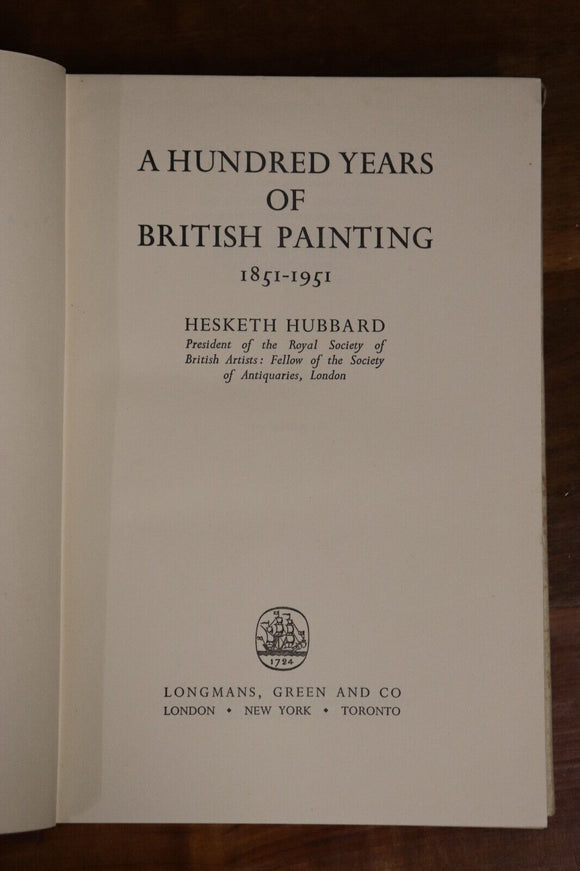 A HUNDRED YEARS
OF
BRITISH PAINTING
1851-1951
HESKETH HUBBARD
President of the Royal Society of
British Artists: Fellow of the Society
of Antiquaries, London
1724
LONGMANS, GREEN AND CO
LONDON ◆ NEW YORK ◆ TORONTO